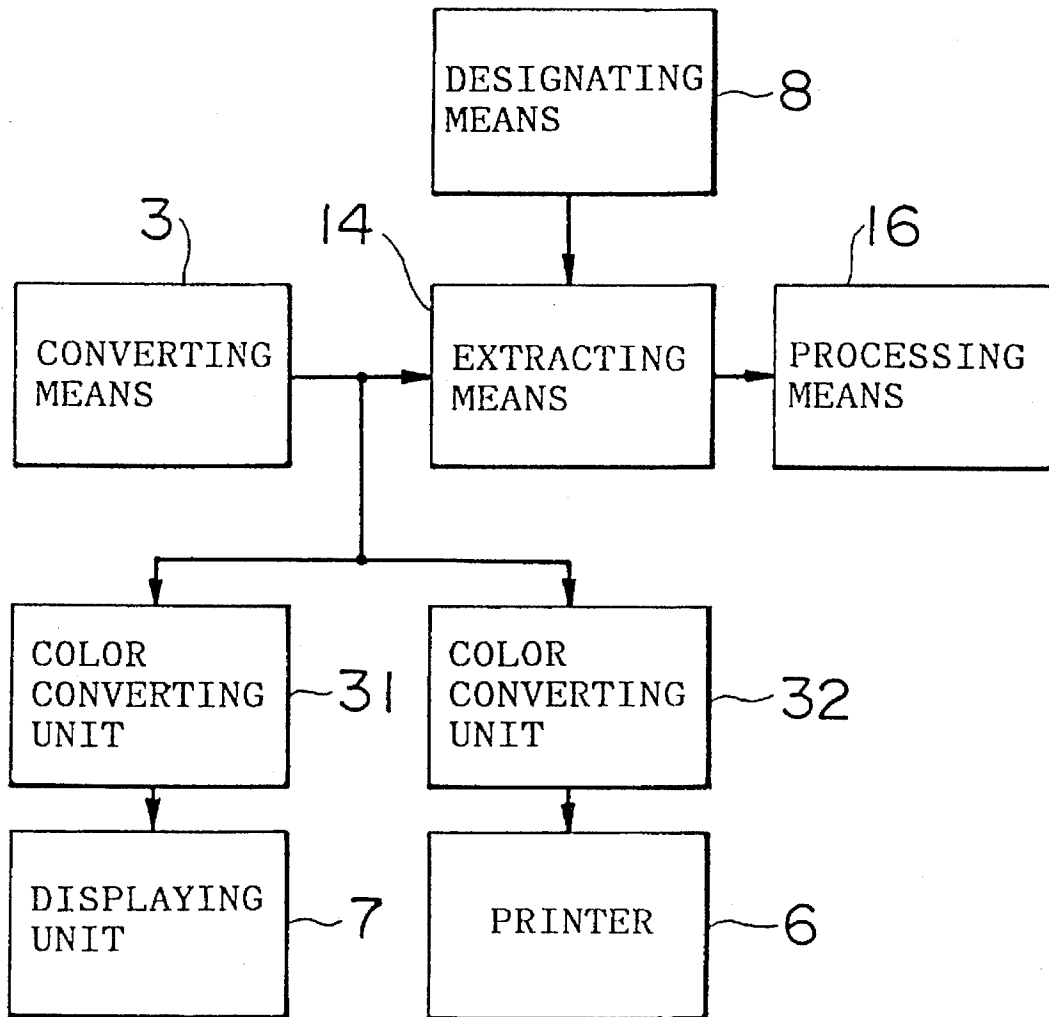 DESIGNATING
MEANS
8
3
14
16
CONVERTING
MEANS
EXTRACTING
MEANS
PROCESSING
MEANS
COLOR
CONVERTING
UNIT
31
COLOR
CONVERTING
UNIT
32
DISPLAYING
UNIT
7
PRINTER
6